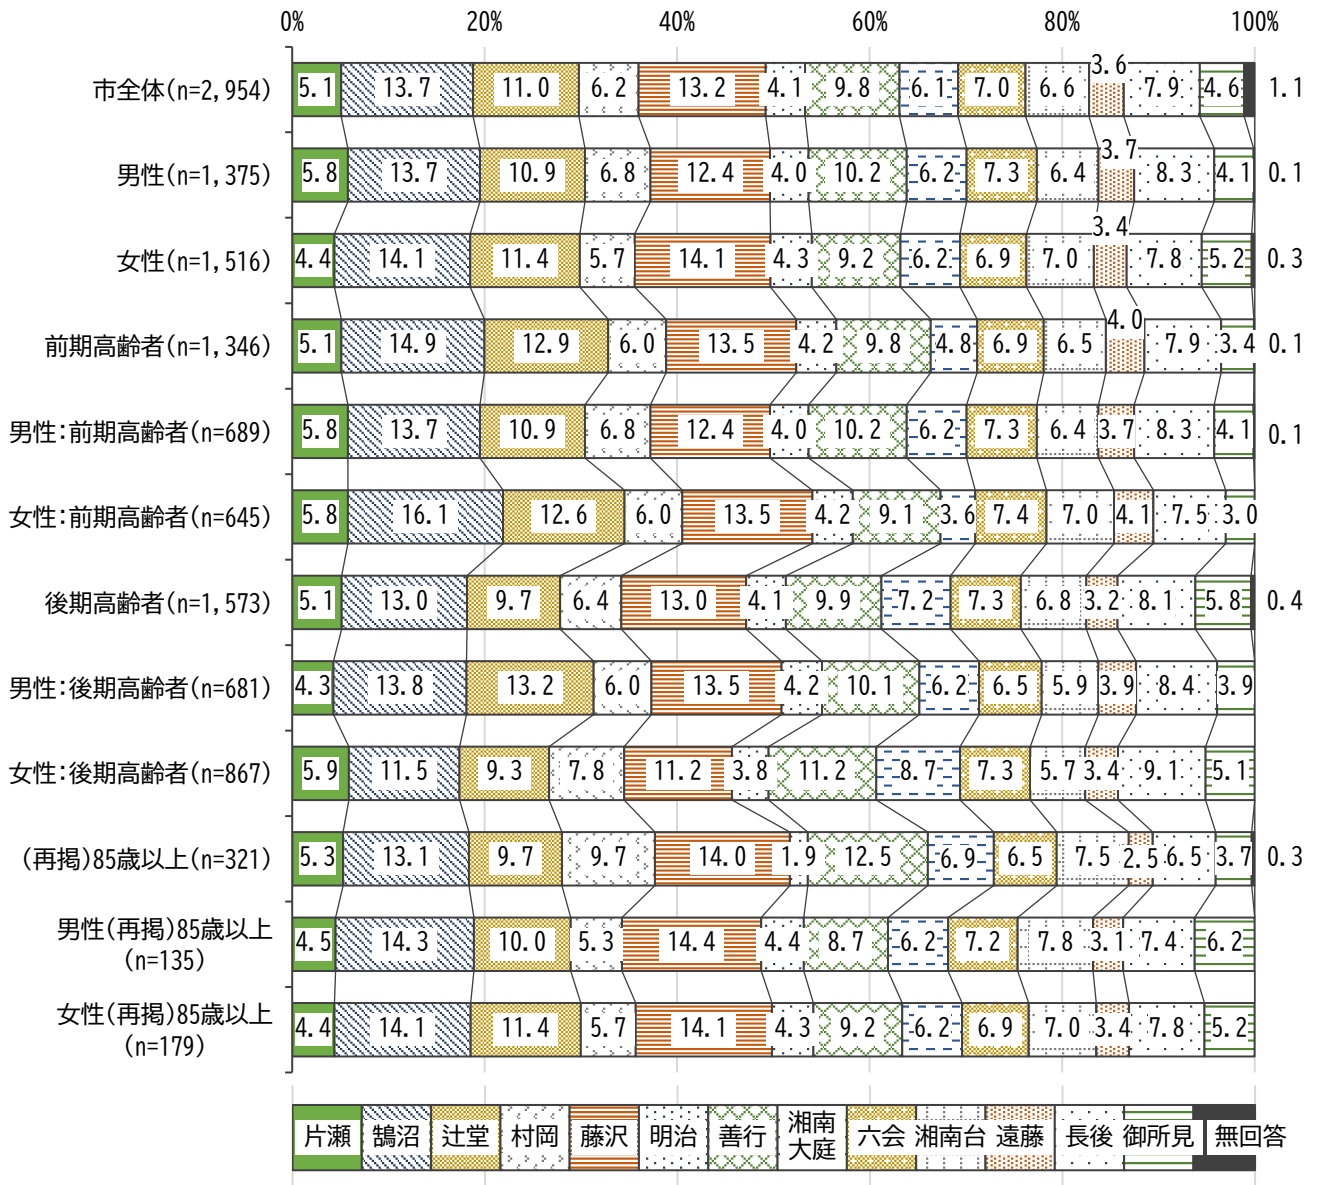 0% 20% 40% 60% 80% 100%
市全体(n=2,954) 5.1 13.7 11.0 6.2 13.2 4.1 9.8 6.1 7.0 6.6 3.6 7.9 4.6 1.1
男性(n=1,375) 5.8 13.7 10.9 6.8 12.4 4.0 10.2 6.2 7.3 6.4 3.7 8.3 4.1 0.1
女性(n=1,516) 4.4 14.1 11.4 5.7 14.1 4.3 9.2 6.2 6.9 7.0 3.4 7.8 5.2 0.3
前期高齢者(n=1,346) 5.1 14.9 12.9 6.0 13.5 4.2 9.8 4.8 6.9 6.5 4.0 7.9 3.4 0.1
男性:前期高齢者(n=689) 5.8 13.7 10.9 6.8 12.4 4.0 10.2 6.2 7.3 6.4 3.7 8.3 4.1 0.1
女性:前期高齢者(n=645) 5.8 16.1 12.6 6.0 13.5 4.2 9.1 3.6 7.4 7.0 4.1 7.5 3.0
後期高齢者(n=1,573) 5.1 13.0 9.7 6.4 13.0 4.1 9.9 7.2 7.3 6.8 3.2 8.1 5.8 0.4
男性:後期高齢者(n=681) 4.3 13.8 13.2 6.0 13.5 4.2 10.1 6.2 6.5 5.9 3.9 8.4 3.9
女性:後期高齢者(n=867) 5.9 11.5 9.3 7.8 11.2 3.8 11.2 8.7 7.3 5.7 3.4 9.1 5.1
(再掲)85歳以上(n=321) 5.3 13.1 9.7 9.7 14.0 1.9 12.5 6.9 6.5 7.5 2.5 6.5 3.7 0.3
男性(再掲)85歳以上
(n=135) 4.5 14.3 10.0 5.3 14.4 4.4 8.7 6.2 7.2 7.8 3.1 7.4 6.2
女性(再掲)85歳以上
(n=179) 4.4 14.1 11.4 5.7 14.1 4.3 9.2 6.2 6.9 7.0 3.4 7.8 5.2
片瀬 鵠沼 辻堂 村岡 藤沢 明治 善行 湘南
大庭 六会 湘南台 遠藤 長後 御所見 無回答